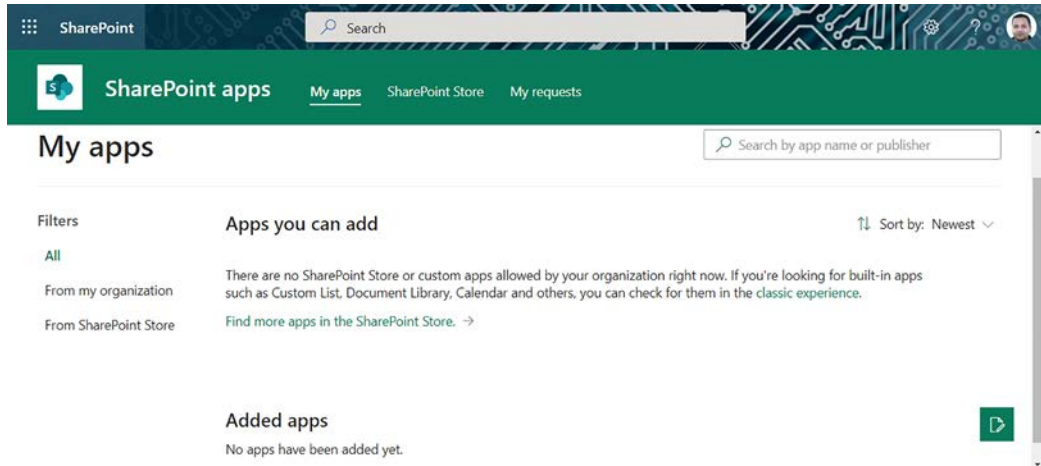 SharePoint
Search
?
S
SharePoint apps
My apps
SharePoint Store
My requests
My apps
Search by app name or publisher
Filters
All
From my organization
From SharePoint Store
Apps you can add
Sort by: Newest
There are no SharePoint Store or custom apps allowed by your organization right now. If you're looking for built-in apps
such as Custom List, Document Library, Calendar and others, you can check for them in the classic experience.
Find more apps in the SharePoint Store. →
Added apps
No apps have been added yet.